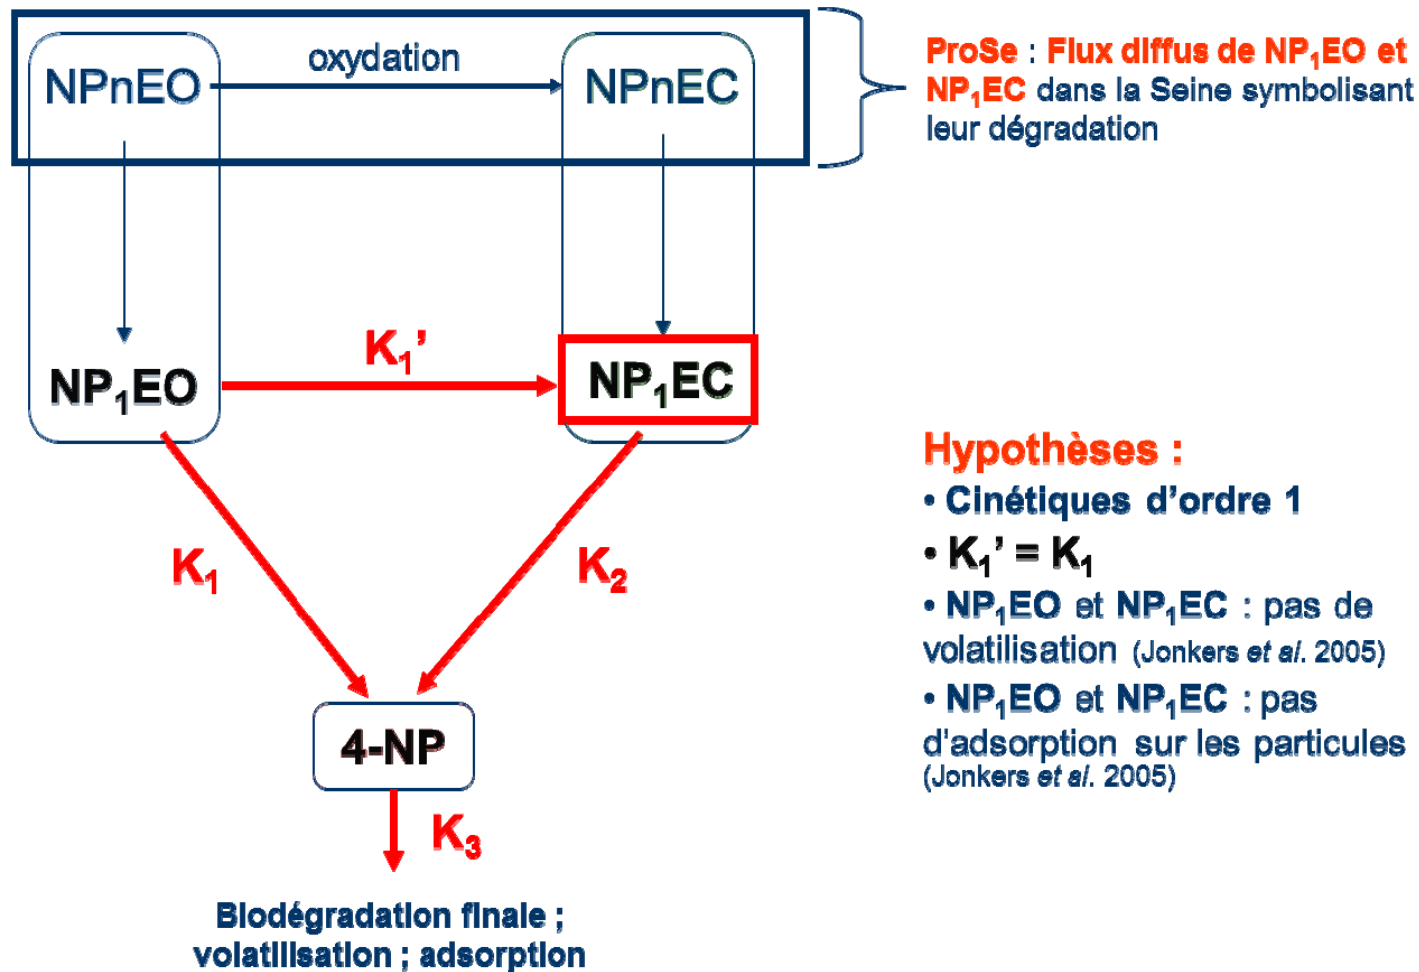 oxydation
NPnEO
NPnEC
ProSe : Flux diffus de NP₁EO et
NP₁EC dans la Seine symbolisant
leur dégradation
K₁’
NP₁EO
NP₁EC
K₁
K₂
4-NP
K₃
Biodégradation finale ;
volatilisation ; adsorption
Hypothèses :
• Cinétiques d’ordre 1
• K₁’ = K₁
• NP₁EO et NP₁EC : pas de
volatilisation (Jonkers et al. 2005)
• NP₁EO et NP₁EC : pas
d'adsorption sur les particules
(Jonkers et al. 2005)